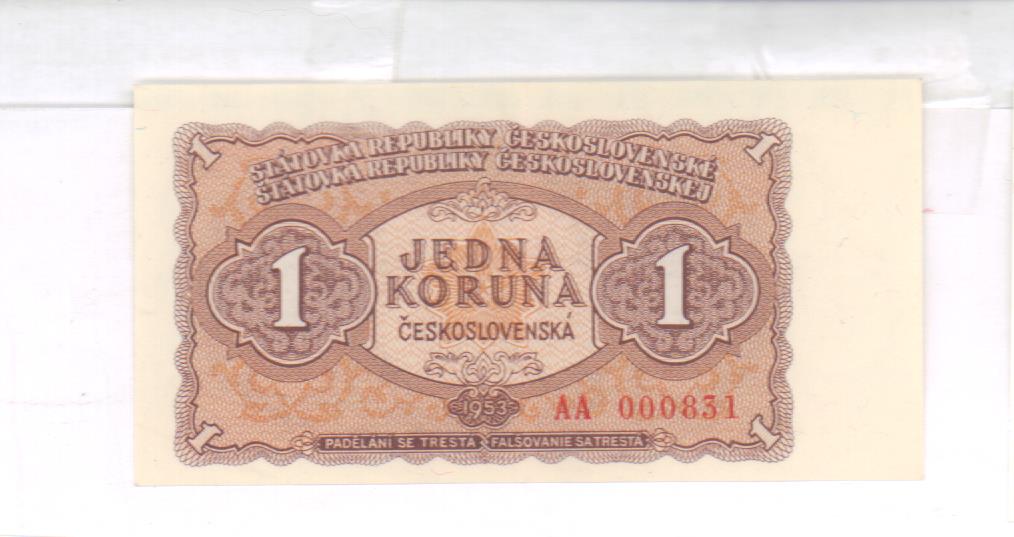 1 1
STÁTOVKA REPUBLIKY ČESKOSLOVENSKÉ
ŠTÁTOVKA REPUBLIKY ČESKOSLOVENSKEJ
1 JEDNA 1
KORUNA
ČESKOSLOVENSKÁ
1953 AA 000831
1 1
PADĚLÁNÍ SE TRESTÁ FALŠOVANIE SA TRESTÁ